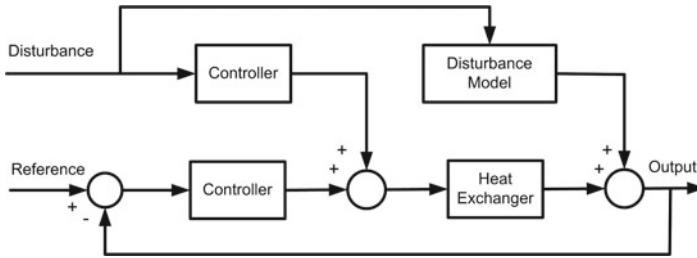 Disturbance
Controller
Disturbance
Model
+
+
+
+
Reference
+
-
Controller
Heat
Exchanger
Output